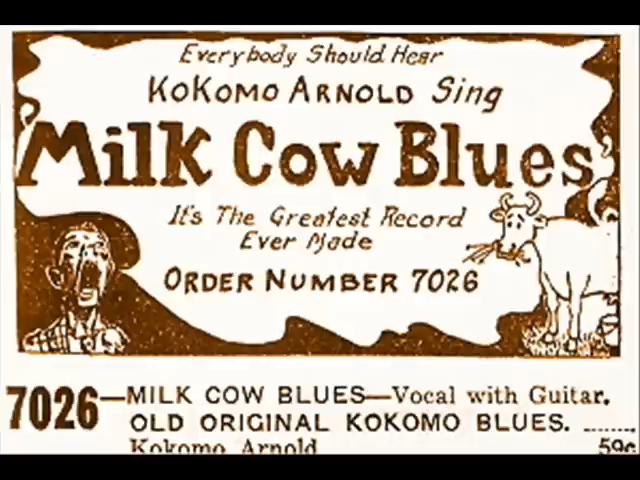 Everybody Should Hear
KOKOMO ARNOLD Sing
Milk Cow Blues
It's The Greatest Record
Ever Made
ORDER NUMBER 7026
7026—MILK COW BLUES—Vocal with Guitar.
OLD ORIGINAL KOKOMO BLUES. ........
Kokomo Arnold 59c